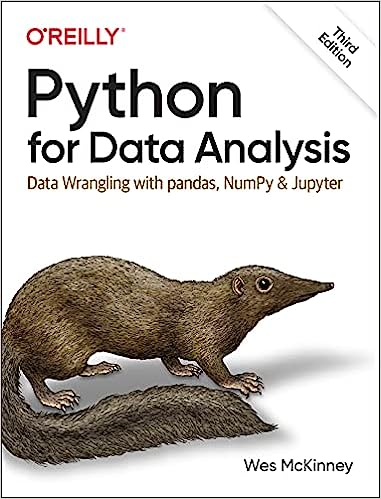 O'REILLY®
Third
Edition
Python
for Data Analysis
Data Wrangling with pandas, NumPy & Jupyter
Wes McKinney